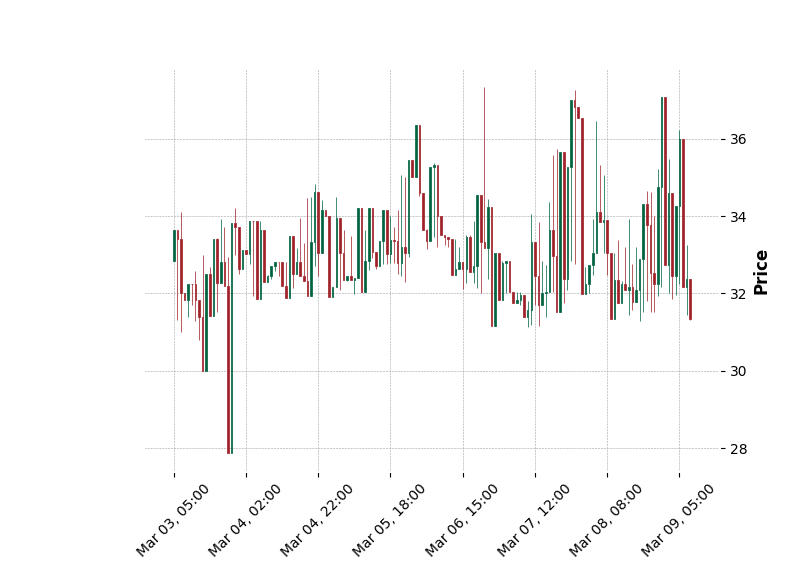 36
34
32
30
28
Price
Mar 03, 05:00
Mar 04, 02:00
Mar 04, 22:00
Mar 05, 18:00
Mar 06, 15:00
Mar 07, 12:00
Mar 08, 08:00
Mar 09, 05:00